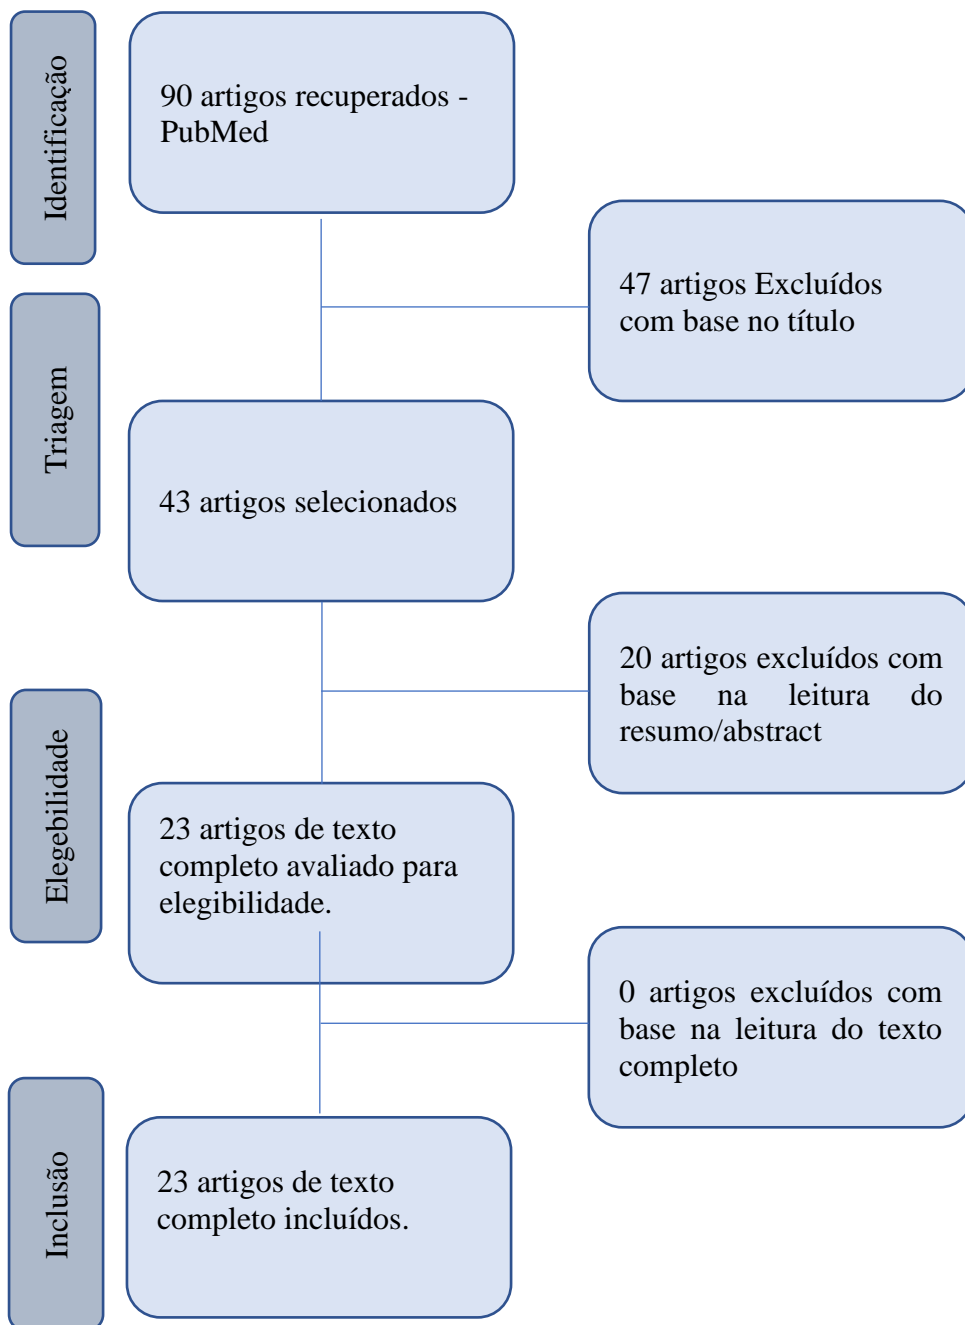 Identificação
90 artigos recuperados -
PubMed
47 artigos Excluídos
com base no título
Triagem
43 artigos selecionados
20 artigos excluídos com
base na leitura do
resumo/abstract
Elegebilidade
23 artigos de texto
completo avaliado para
elegibilidade.
0 artigos excluídos com
base na leitura do texto
completo
Inclusão
23 artigos de texto
completo incluídos.